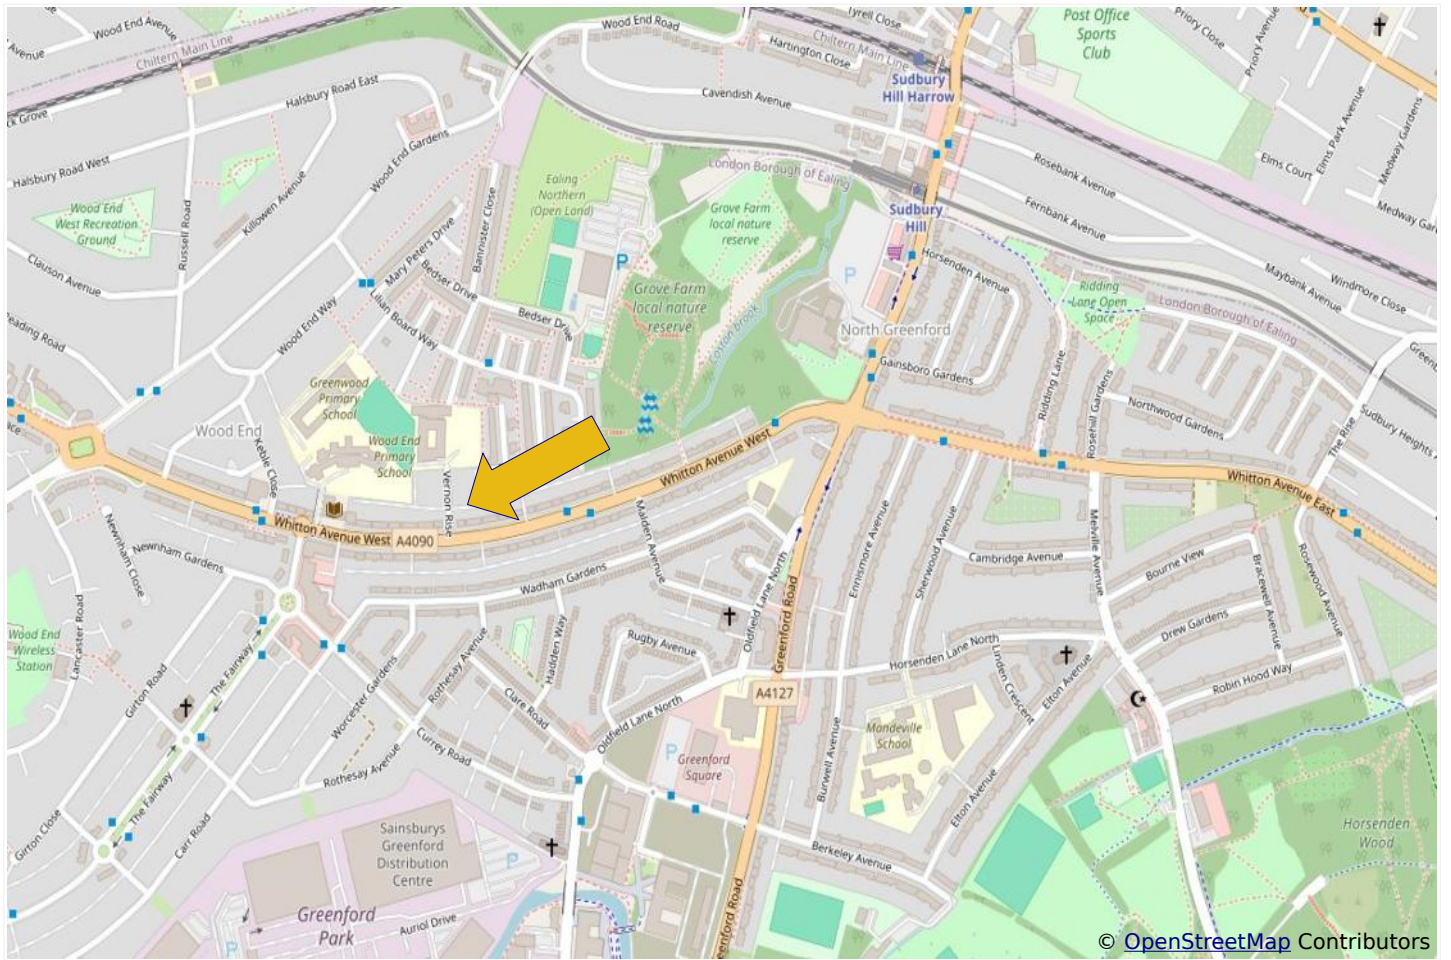 Wood End Avenue
Wood End Road
Tyrell Close
Hartington Close
Chiltern Main Line
Chiltern Main Line
Post Office
Sports
Club
Priory Close
Priory Avenue
Avenue
Sudbury
Hill Harrow
Cavendish Avenue
Halsbury Road East
Elms Park Avenue
Medway Gardens
ck Grove
Wood End Gardens
Halsbury Road West
London Borough of Ealing
Rosebank Avenue
Elms Court
Killowen Avenue
Ealing
Northern
(Open Land)
Grove Farm
local nature
reserve
Sudbury
Hill
Fernbank Avenue
Medway Gar
Wood End
West Recreation
Ground
Russell Road
Mary Peters Drive
Bannister Close
Bedser Drive
Horsenden Avenue
Clauson Avenue
Lilian Board Way
P
P
Grove Farm
local nature
reserve
Ridding
Lane Open
Space
Maybank Avenue
Windmore Close
London Borough of Ealing
eading Road
Wood End Way
Bedser Drive
Costons Brook
North Greenford
Greenb
Gainsboro Gardens
Ridding Lane
Rosehill Gardens
Northwood Gardens
The Rise
Sudbury Heights A
Greenwood
Primary
School
ace
Wood End
Keble Close
Wood End
Primary
School
Vernon Rise
Whitton Avenue West
Whitton Avenue East
Whitton Avenue West
A4090
Malden Avenue
Newnham Close
Newnham Gardens
Wadham Gardens
Oldfield Lane North
Ennismore Avenue
Sherwood Avenue
Cambridge Avenue
Melville Avenue
Bourne View
Bracewell Avenue
Rosewood Avenue
Lancaster Road
Wood End
Wireless
Station
Greenford Road
Drew Gardens
Rugby Avenue
Hadden Way
Rothesay Avenue
Horsenden Lane North
Linden Crescent
Elton Avenue
Robin Hood Way
The Fairway
Girton Road
Worcester Gardens
Clare Road
Oldfield Lane North
A4127
Mandeville
School
Currey Road
Rothesay Avenue
P
Greenford
Square
Burwell Avenue
Elton Avenue
The Fairway
Girton Close
Carr Road
Sainsburys
Greenford
Distribution
Centre
P
Berkeley Avenue
Horsenden
Wood
Greenford
Park
Auriol Drive
P
enford Road
© OpenStreetMap Contributors